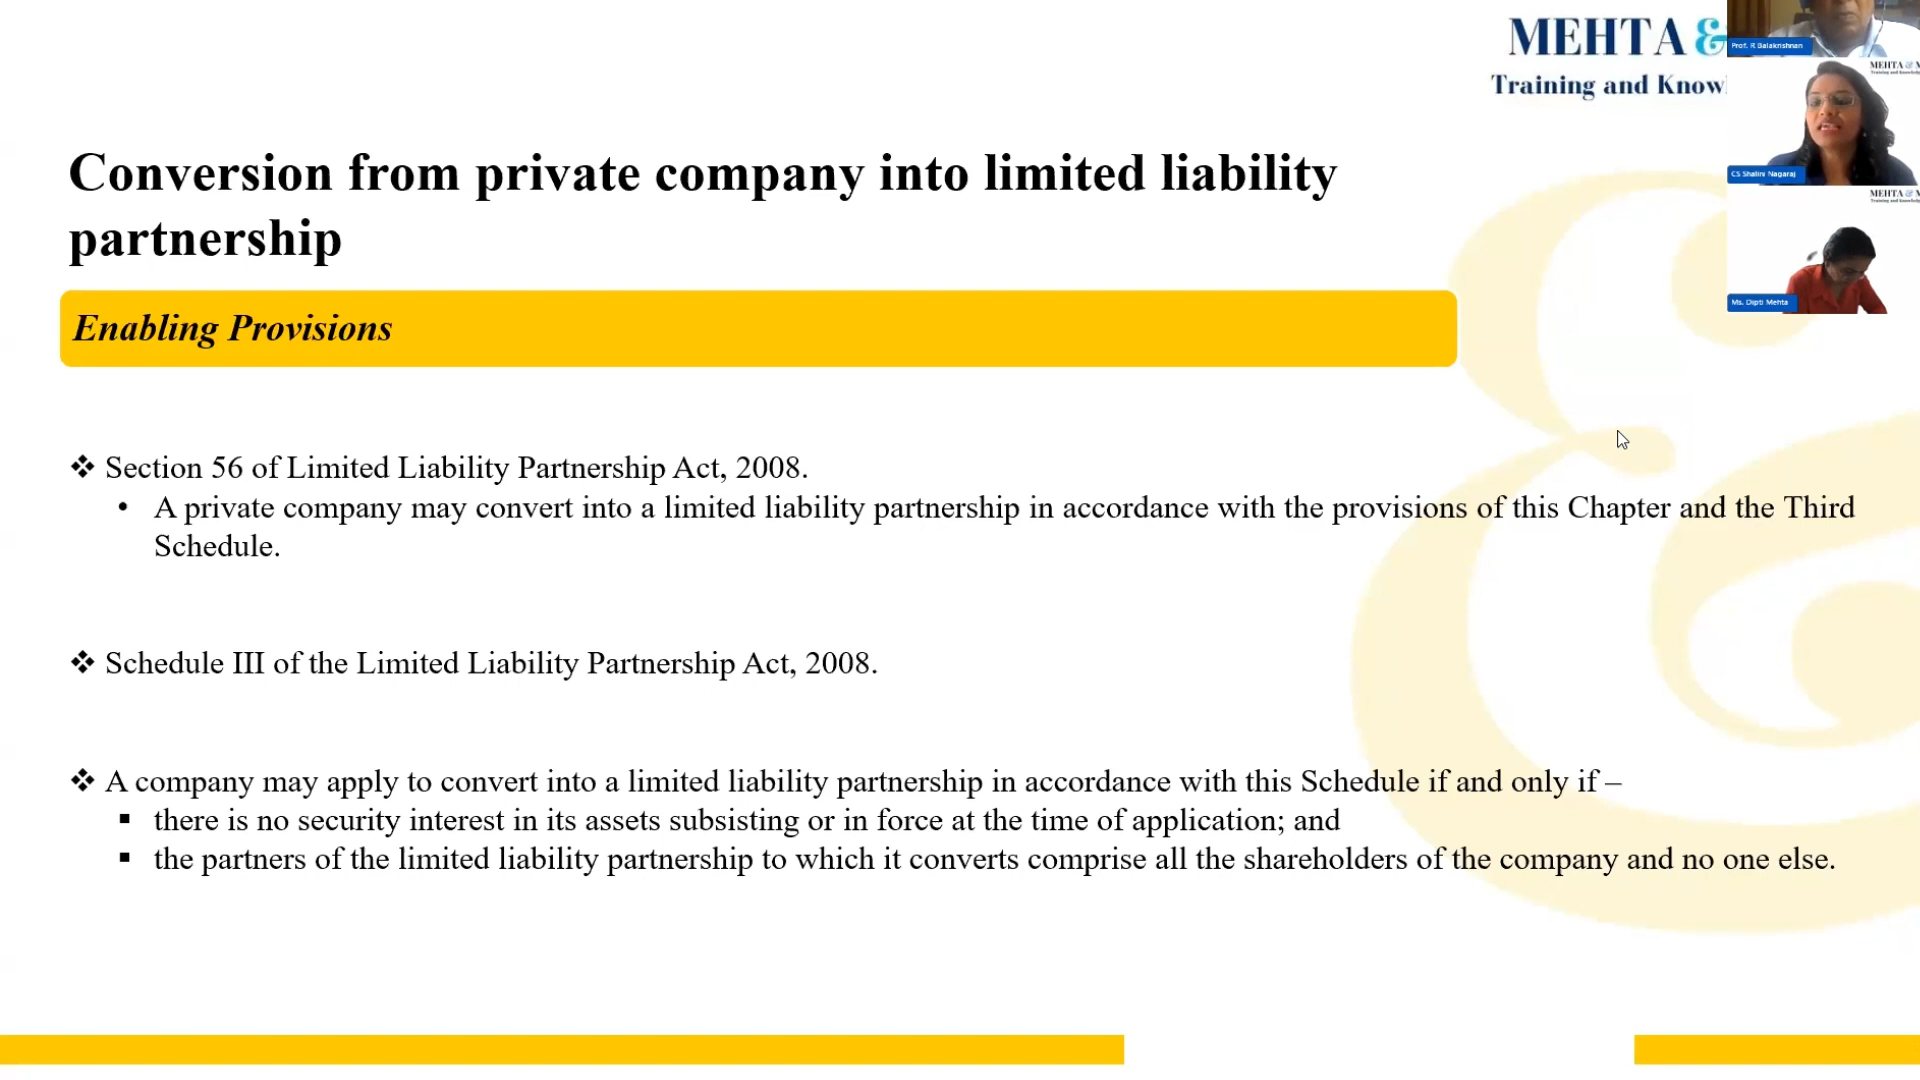 MEHTA &
Training and Know
Prof. R Balakrishnan
MEHTA &
CS Shalini Nagaraj
MEHTA &
Ms. Dipti Mehta
Conversion from private company into limited liability
partnership
Enabling Provisions
❖ Section 56 of Limited Liability Partnership Act, 2008.
• A private company may convert into a limited liability partnership in accordance with the provisions of this Chapter and the Third
Schedule.
❖ Schedule III of the Limited Liability Partnership Act, 2008.
❖ A company may apply to convert into a limited liability partnership in accordance with this Schedule if and only if –
▪ there is no security interest in its assets subsisting or in force at the time of application; and
▪ the partners of the limited liability partnership to which it converts comprise all the shareholders of the company and no one else.